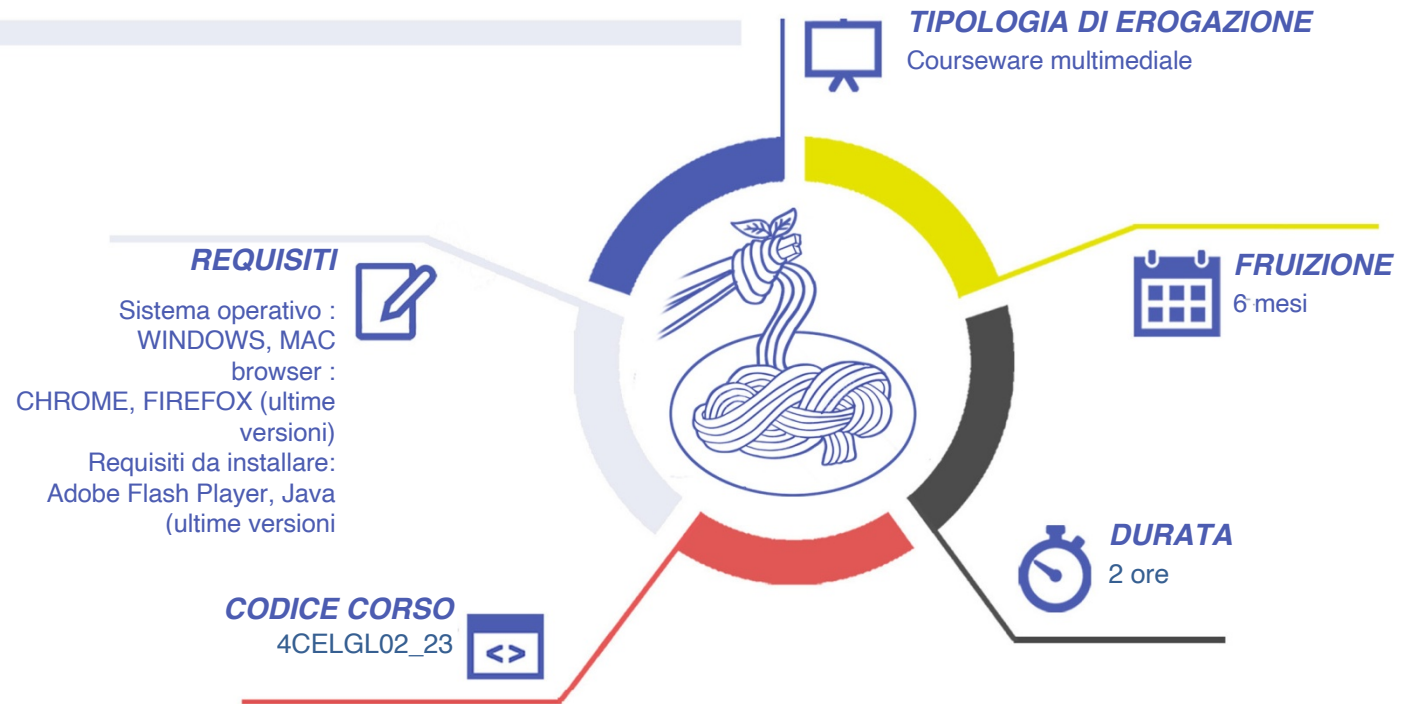 TIPOLOGIA DI EROGAZIONE
Courseware multimediale
REQUISITI
Sistema operativo :
WINDOWS, MAC
browser :
CHROME, FIREFOX (ultime
versioni)
Requisiti da installare:
Adobe Flash Player, Java
(ultime versioni
FRUIZIONE
6 mesi
DURATA
2 ore
CODICE CORSO
4CELGL02_23
<>